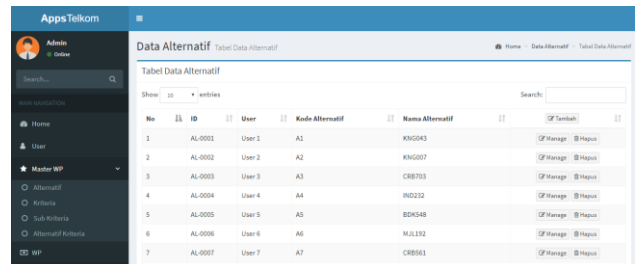 AppsTelkom
Admin
Online
Search...
MAIN NAVIGATION
Home
User
Master WP
Alternatif
Kriteria
Sub Kriteria
Alternatif Kriteria
WP
Data Alternatif Tabel Data Alternatif
Home Data Alternatif Tabel Data Alternatif
Tabel Data Alternatif
Show 10 entries Search:
No ID User Kode Alternatif Nama Alternatif Tambah
1 AL-0001 User 1 A1 KNG043 Manage Hapus
2 AL-0002 User 2 A2 KNG007 Manage Hapus
3 AL-0003 User 3 A3 CRB703 Manage Hapus
4 AL-0004 User 4 A4 IND232 Manage Hapus
5 AL-0005 User 5 A5 BDK548 Manage Hapus
6 AL-0006 User 6 A6 MJL192 Manage Hapus
7 AL-0007 User 7 A7 CRB561 Manage Hapus